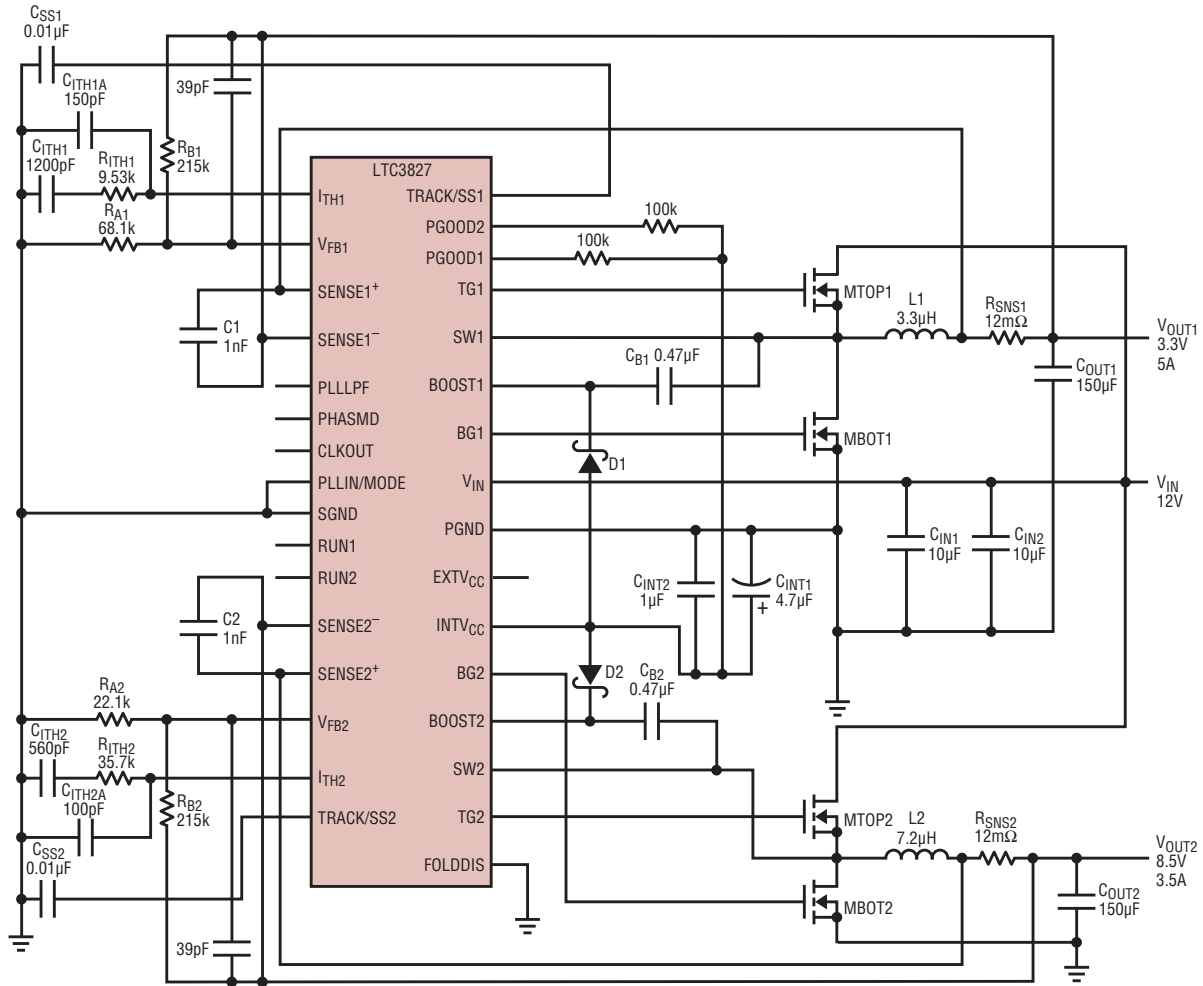 CSS1
0.01µF
CITH1A
150pF
39pF
CITH1
1200pF
RITH1
9.53k
RB1
215k
RA1
68.1k
C1
1nF
LTC3827
ITH1
VFB1
SENSE1+
SENSE1–
PLLLPF
PHASMD
CLKOUT
PLLIN/MODE
SGND
RUN1
RUN2
SENSE2–
SENSE2+
VFB2
ITH2
TRACK/SS2
TRACK/SS1
PGOOD2
PGOOD1
TG1
SW1
BOOST1
BG1
VIN
PGND
EXTVCC
INTVCC
BG2
BOOST2
SW2
TG2
FOLDDIS
100k
100k
MTOP1
L1
3.3µH
RSNS1
12mΩ
VOUT1
3.3V
5A
CB1 0.47µF
COUT1
150µF
MBOT1
D1
VIN
12V
CIN1
10µF
CIN2
10µF
CINT2
1µF
CINT1
4.7µF
+
C2
1nF
D2
CB2
0.47µF
RA2
22.1k
CITH2
560pF
RITH2
35.7k
CITH2A
100pF
RB2
215k
CSS2
0.01µF
39pF
MTOP2
L2
7.2µH
RSNS2
12mΩ
VOUT2
8.5V
3.5A
MBOT2
COUT2
150µF